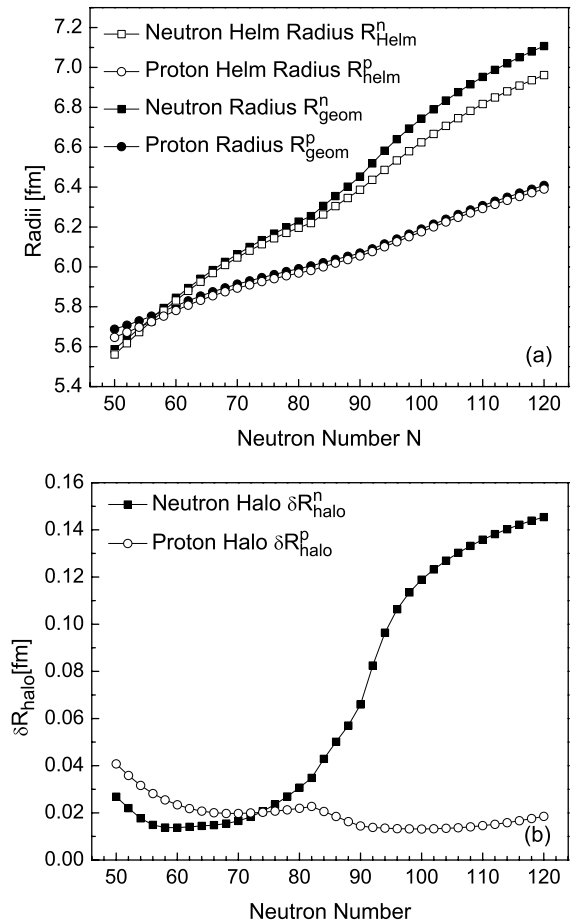 7.2
7.0
6.8
6.6
6.4
6.2
6.0
5.8
5.6
5.4
Radii [fm]
Neutron Helm Radius R^n_Helm
Proton Helm Radius R^p_helm
Neutron Radius R^n_geom
Proton Radius R^p_geom
(a)
50 60 70 80 90 100 110 120
Neutron Number N
0.16
0.14
0.12
0.10
0.08
0.06
0.04
0.02
0.00
δR_halo[fm]
Neutron Halo δR^n_halo
Proton Halo δR^p_halo
(b)
50 60 70 80 90 100 110 120
Neutron Number